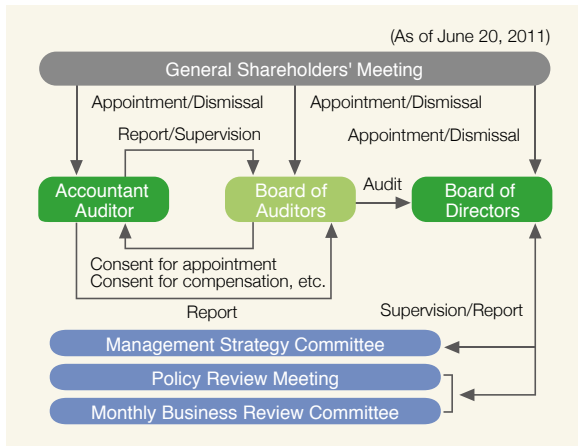 (As of June 20, 2011)
General Shareholders' Meeting
Appointment/Dismissal
Appointment/Dismissal
Appointment/Dismissal
Report/Supervision
Accountant
Auditor
Board of
Auditors
Audit
Board of
Directors
Consent for appointment
Consent for compensation, etc.
Report
Supervision/Report
Management Strategy Committee
Policy Review Meeting
Monthly Business Review Committee